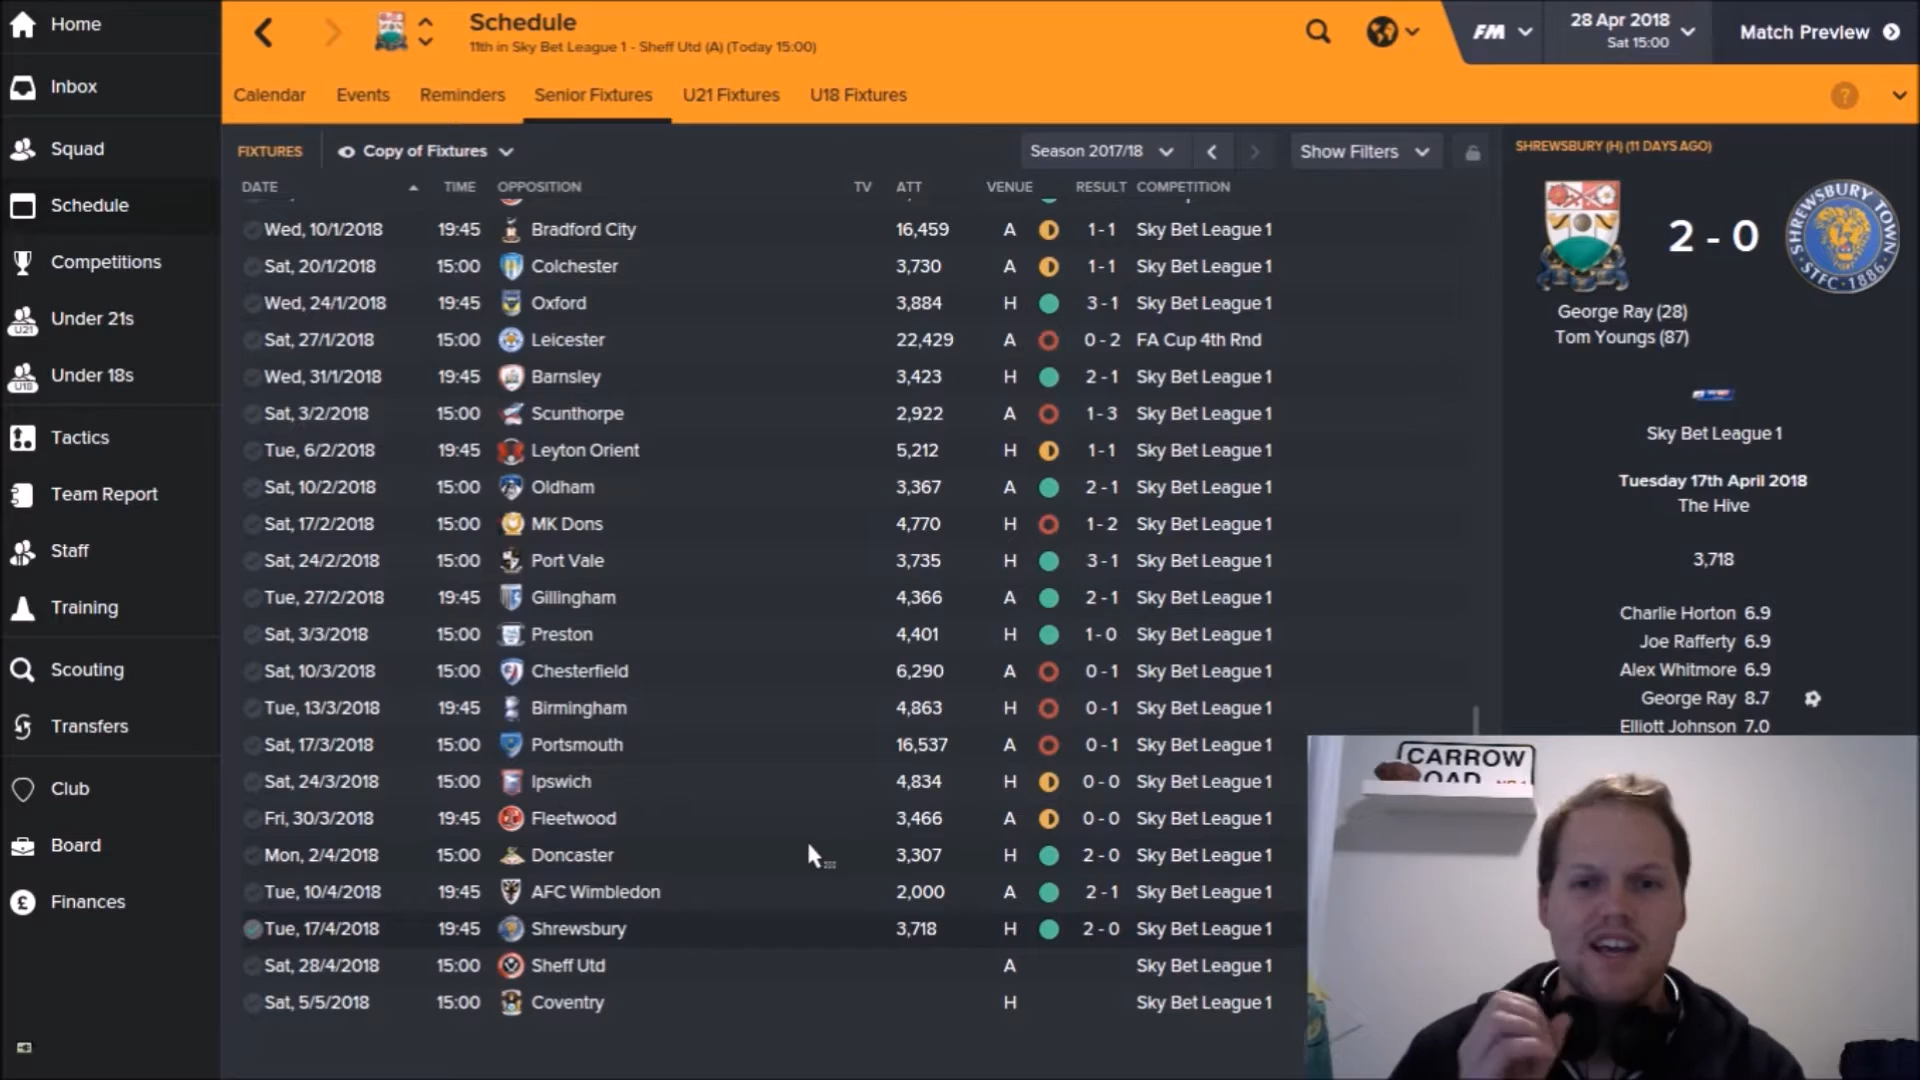 Home
Inbox
Squad
Schedule
Competitions
Under 21s
Under 18s
Tactics
Team Report
Staff
Training
Scouting
Transfers
Club
Board
Finances
Schedule
11th in Sky Bet League 1 - Sheff Utd (A) (Today 15:00)
FM
28 Apr 2018
Sat 15:00
Match Preview
Calendar Events Reminders Senior Fixtures U21 Fixtures U18 Fixtures
FIXTURES Copy of Fixtures Season 2017/18 Show Filters
DATE TIME OPPOSITION TV ATT VENUE RESULT COMPETITION
Wed, 10/1/2018 19:45 Bradford City 16,459 A 1 - 1 Sky Bet League 1
Sat, 20/1/2018 15:00 Colchester 3,730 A 1 - 1 Sky Bet League 1
Wed, 24/1/2018 19:45 Oxford 3,884 H 3 - 1 Sky Bet League 1
Sat, 27/1/2018 15:00 Leicester 22,429 A 0 - 2 FA Cup 4th Rnd
Wed, 31/1/2018 19:45 Barnsley 3,423 H 2 - 1 Sky Bet League 1
Sat, 3/2/2018 15:00 Scunthorpe 2,922 A 1 - 3 Sky Bet League 1
Tue, 6/2/2018 19:45 Leyton Orient 5,212 H 1 - 1 Sky Bet League 1
Sat, 10/2/2018 15:00 Oldham 3,367 A 2 - 1 Sky Bet League 1
Sat, 17/2/2018 15:00 MK Dons 4,770 H 1 - 2 Sky Bet League 1
Sat, 24/2/2018 15:00 Port Vale 3,735 H 3 - 1 Sky Bet League 1
Tue, 27/2/2018 19:45 Gillingham 4,366 A 2 - 1 Sky Bet League 1
Sat, 3/3/2018 15:00 Preston 4,401 H 1 - 0 Sky Bet League 1
Sat, 10/3/2018 15:00 Chesterfield 6,290 A 0 - 1 Sky Bet League 1
Tue, 13/3/2018 19:45 Birmingham 4,863 H 0 - 1 Sky Bet League 1
Sat, 17/3/2018 15:00 Portsmouth 16,537 A 0 - 1 Sky Bet League 1
Sat, 24/3/2018 15:00 Ipswich 4,834 H 0 - 0 Sky Bet League 1
Fri, 30/3/2018 19:45 Fleetwood 3,466 A 0 - 0 Sky Bet League 1
Mon, 2/4/2018 15:00 Doncaster 3,307 H 2 - 0 Sky Bet League 1
Tue, 10/4/2018 19:45 AFC Wimbledon 2,000 A 2 - 1 Sky Bet League 1
Tue, 17/4/2018 19:45 Shrewsbury 3,718 H 2 - 0 Sky Bet League 1
Sat, 28/4/2018 15:00 Sheff Utd A Sky Bet League 1
Sat, 5/5/2018 15:00 Coventry H Sky Bet League 1
SHREWSBURY (H) (11 DAYS AGO)
2 - 0
SHREWSBURY TOWN
STFC · 1886
George Ray (28)
Tom Youngs (87)
Sky Bet League 1
Tuesday 17th April 2018
The Hive
3,718
Charlie Horton 6.9
Joe Rafferty 6.9
Alex Whitmore 6.9
George Ray 8.7
Elliott Johnson 7.0
CARROW
OAD